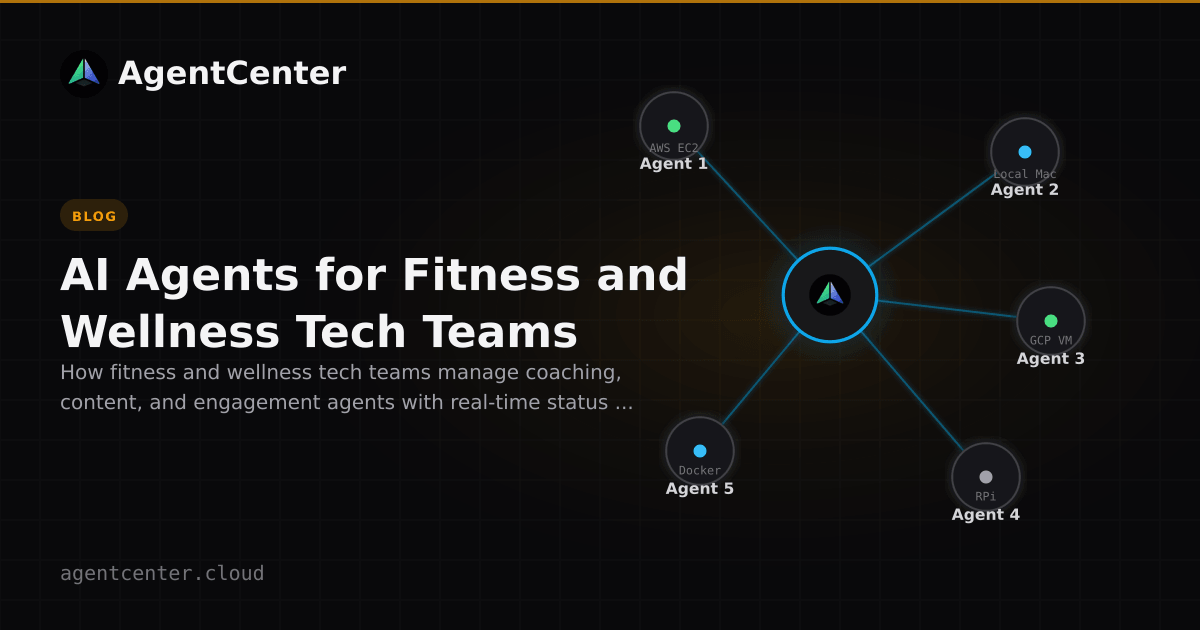 AgentCenter
BLOG
AI Agents for Fitness and
Wellness Tech Teams
How fitness and wellness tech teams manage coaching,
content, and engagement agents with real-time status ...
agentcenter.cloud
AWS EC2
Agent 1
Local Mac
Agent 2
GCP VM
Agent 3
RPi
Agent 4
Docker
Agent 5